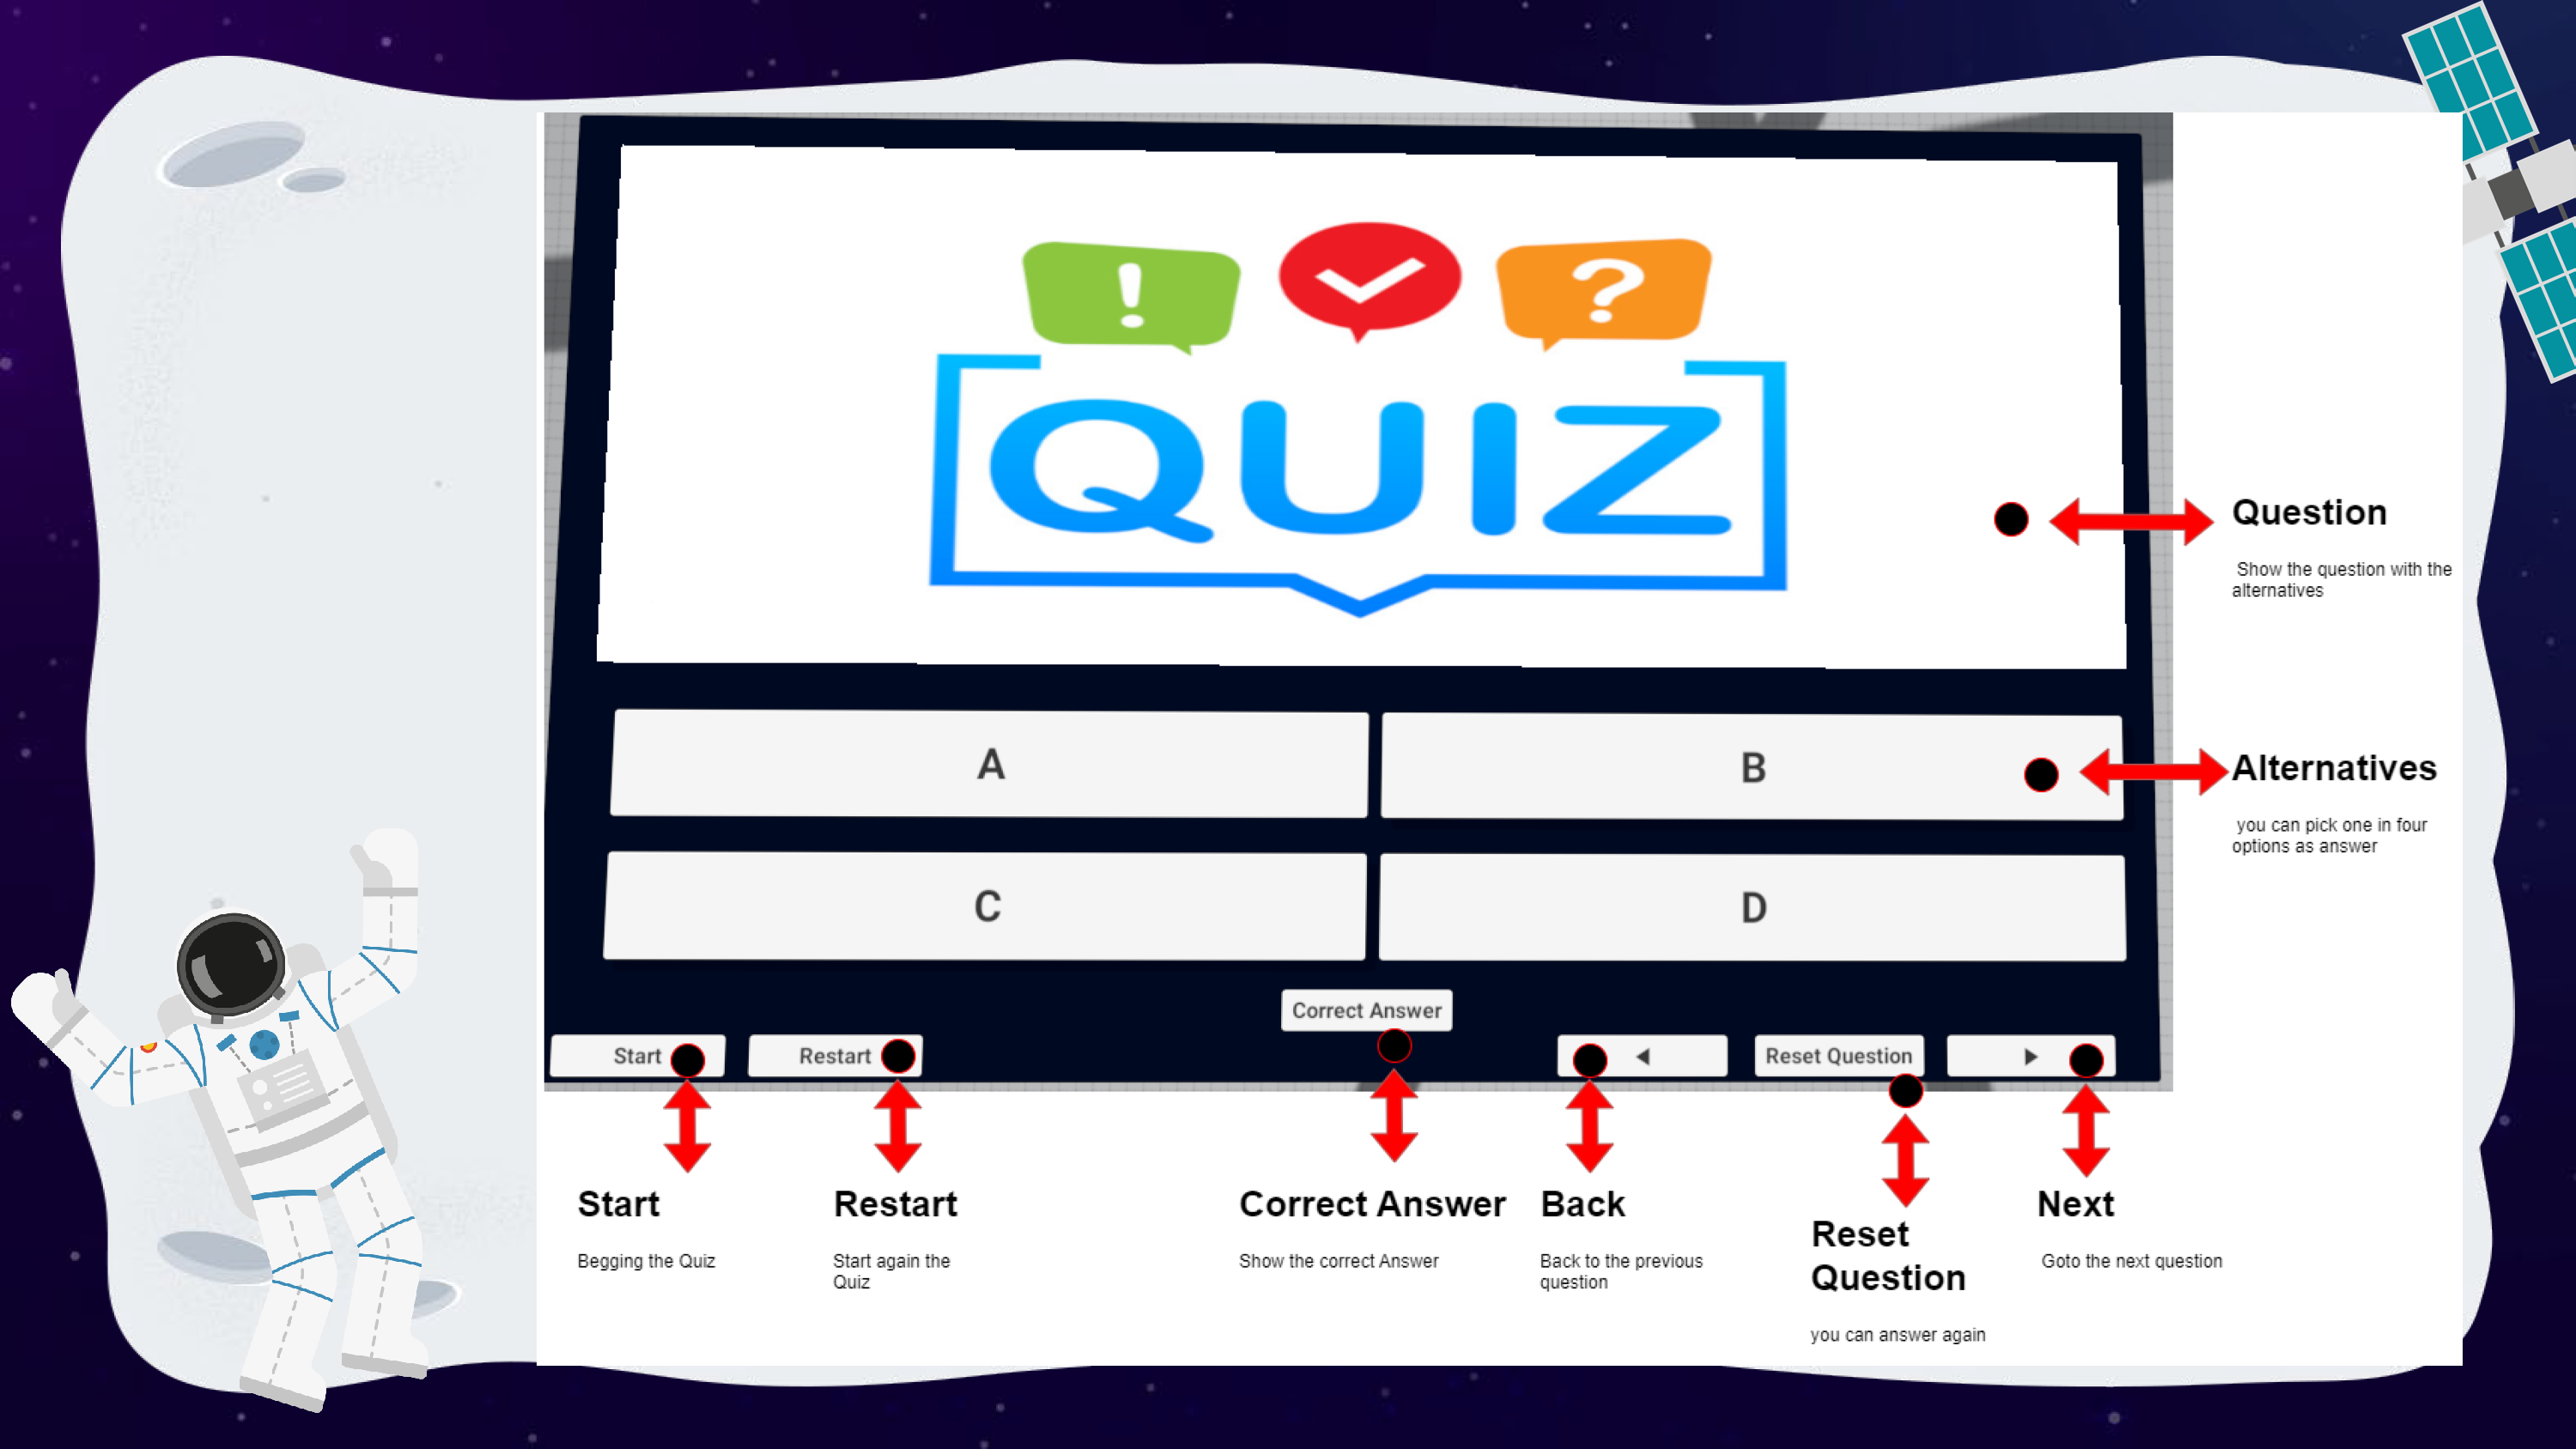 ! ?
QUIZ
Question
Show the question with the
alternatives
A
B
Alternatives
you can pick one in four
options as answer
C
D
Correct Answer
Start
Restart
◀
Reset Question
▶
Start
Begging the Quiz
Restart
Start again the
Quiz
Correct Answer
Show the correct Answer
Back
Back to the previous
question
Reset
Question
you can answer again
Next
Goto the next question